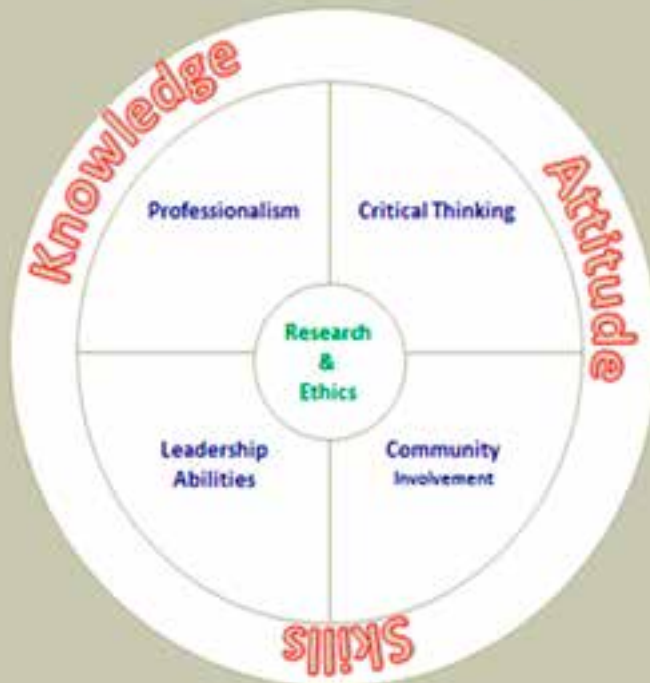 Knowledge
Attitude
Professionalism
Critical Thinking
Research
&
Ethics
Leadership
Abilities
Community
Involvement
Skills